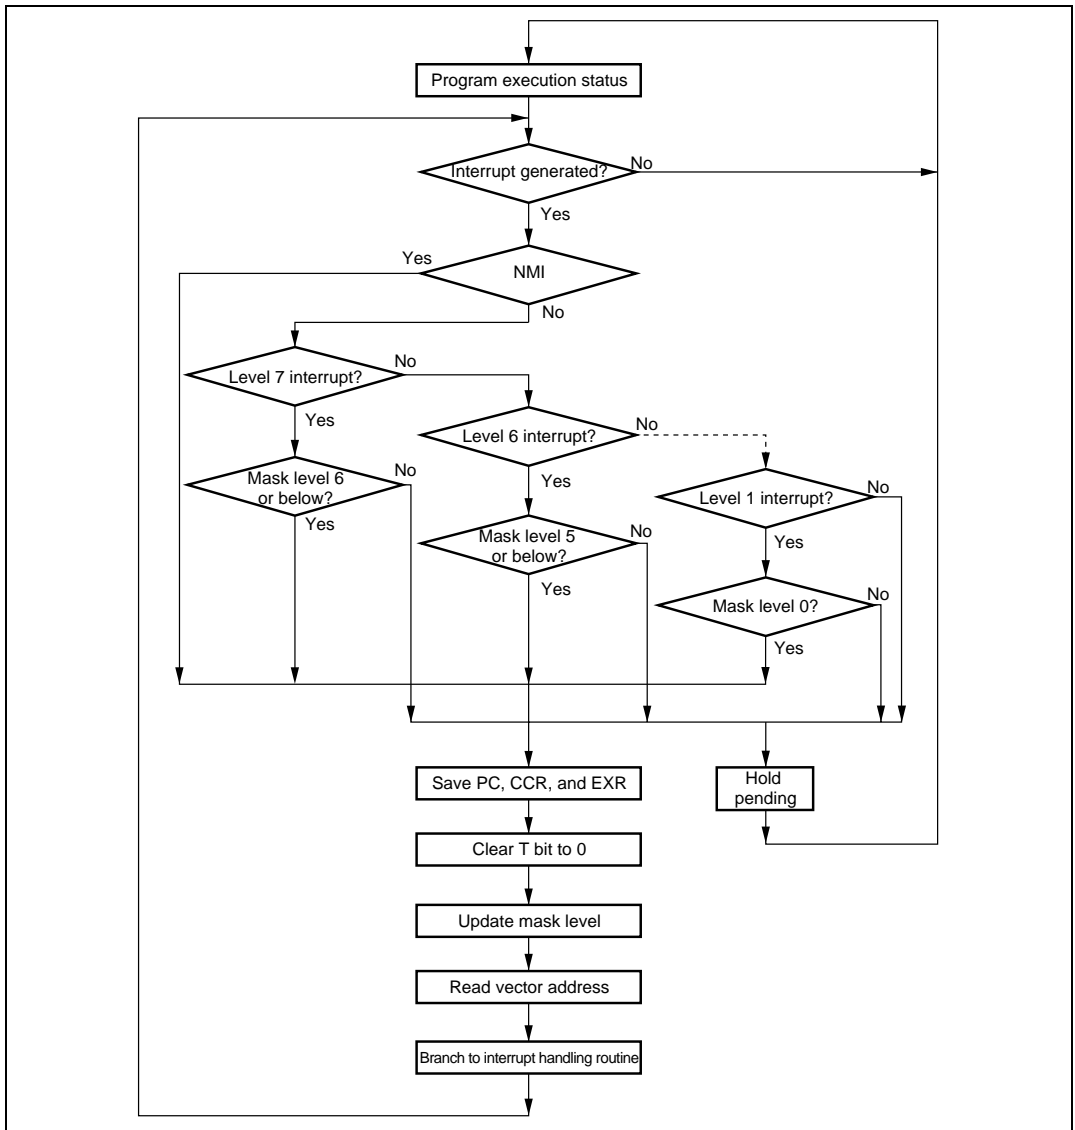 Program execution status
Interrupt generated?
No
Yes
Yes
NMI
No
Level 7 interrupt?
No
Yes
Level 6 interrupt?
No
Mask level 6
or below?
No
Yes
Yes
Level 1 interrupt?
No
Mask level 5
or below?
No
Yes
Yes
Mask level 0?
No
Yes
Save PC, CCR, and EXR
Hold
pending
Clear T bit to 0
Update mask level
Read vector address
Branch to interrupt handling routine